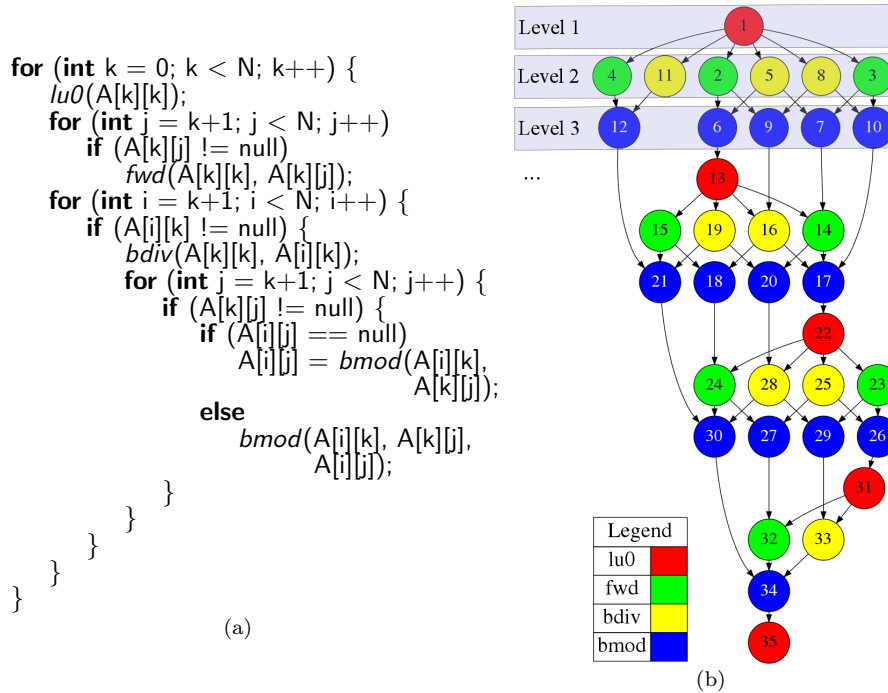 for (int k = 0; k < N; k++) {
lu0(A[k][k]);
for (int j = k+1; j < N; j++)
if (A[k][j] != null)
fwd(A[k][k], A[k][j]);
for (int i = k+1; i < N; i++) {
if (A[i][k] != null) {
bdiv(A[k][k], A[i][k]);
for (int j = k+1; j < N; j++) {
if (A[k][j] != null) {
if (A[i][j] == null)
A[i][j] = bmod(A[i][k],
A[k][j]);
else
bmod(A[i][k], A[k][j],
A[i][j]);
}
}
}
}
}
(a)
Level 1
1
Level 2
4 11 2 5 8 3
Level 3
12 6 9 7 10
...
13
15 19 16 14
21 18 20 17
22
24 28 25 23
30 27 29 26
31
32 33
34
35
Legend
lu0
fwd
bdiv
bmod
(b)